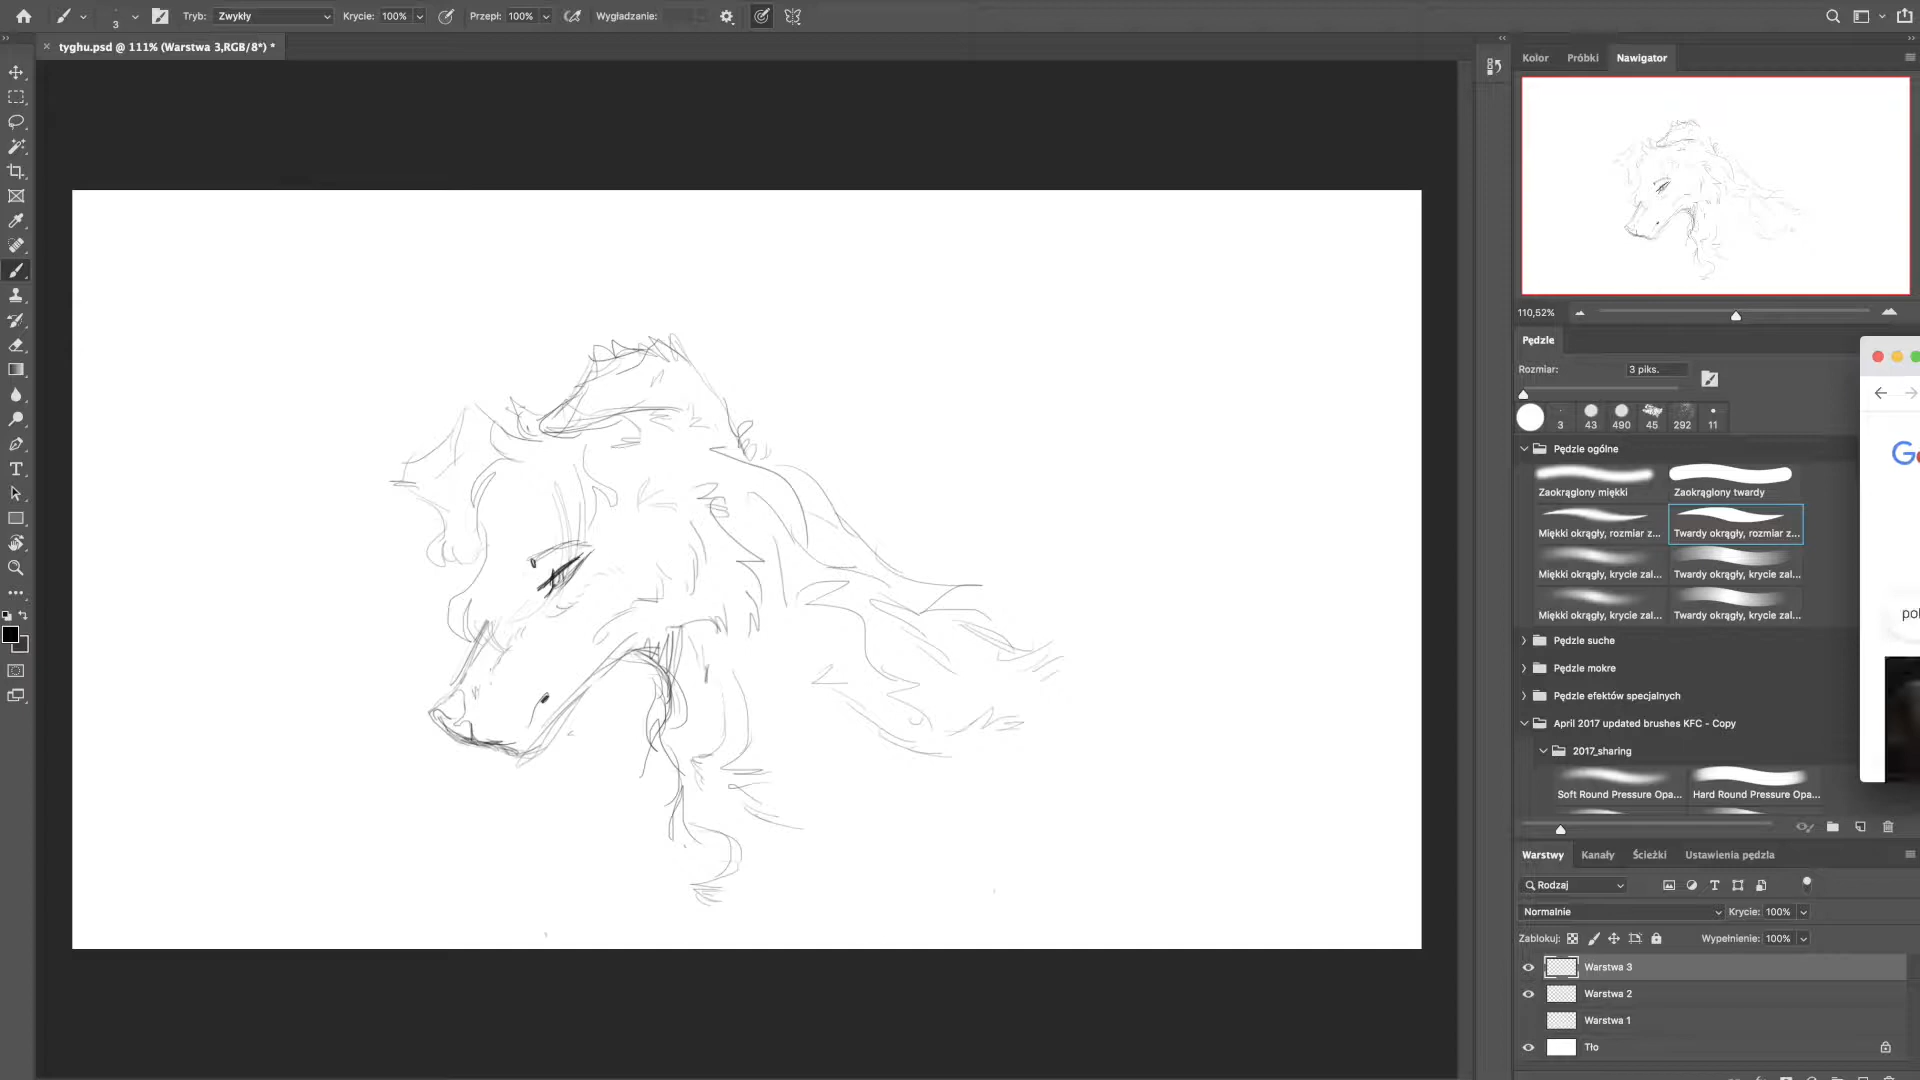 3 Tryb: Zwykły Krycie: 100% Przepł: 100% Wygładzanie:
tyghu.psd @ 111% (Warstwa 3,RGB/8*) *
Kolor Próbki Nawigator
110,52%
Pędzle
Rozmiar: 3 piks.
3 43 490 45 292 11
Pędzle ogólne
Zaokrąglony miękki Zaokrąglony twardy
Miękki okrągły, rozmiar z... Twardy okrągły, rozmiar z...
Miękki okrągły, krycie zal... Twardy okrągły, krycie zal...
Miękki okrągły, krycie zal... Twardy okrągły, krycie zal...
Pędzle suche
Pędzle mokre
Pędzle efektów specjalnych
April 2017 updated brushes KFC - Copy
2017_sharing
Soft Round Pressure Opa... Hard Round Pressure Opa...
Warstwy Kanały Ścieżki Ustawienia pędzla
Rodzaj
Normalnie Krycie: 100%
Zablokuj: Wypełnienie: 100%
Warstwa 3
Warstwa 2
Warstwa 1
Tło